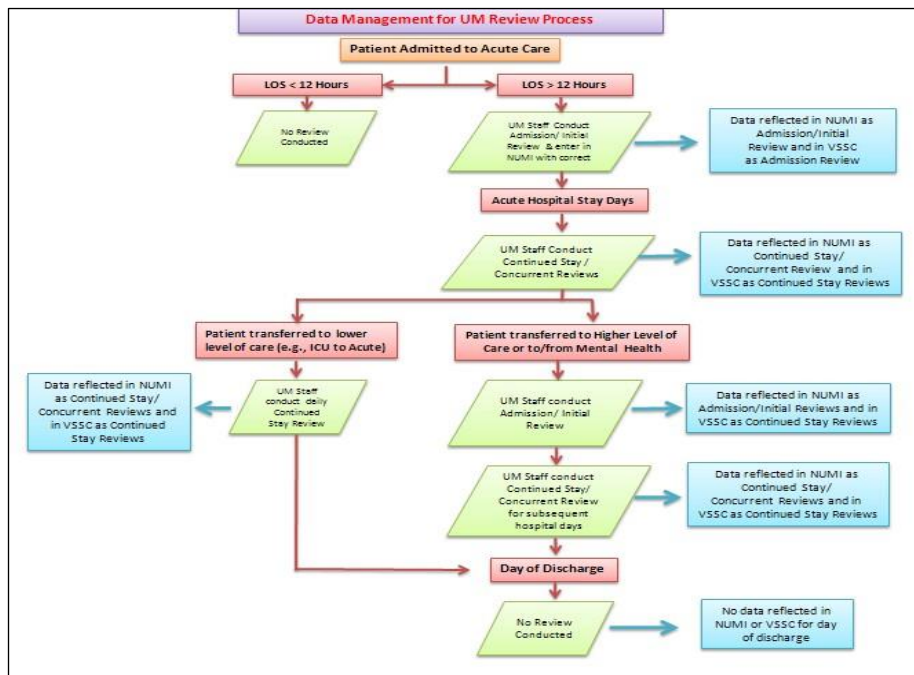 Data Management for UM Review Process
Patient Admitted to Acute Care
LOS < 12 Hours
LOS > 12 Hours
No Review
Conducted
UM Staff Conduct
Admission/ Initial
Review & enter in
NUMI with correct
Data reflected in NUMI as
Admission/Initial
Review and in VSSC
as Admission Review
Acute Hospital Stay Days
UM Staff Conduct
Continued Stay /
Concurrent Reviews
Data reflected in NUMI as
Continued Stay/
Concurrent Review and in
VSSC as Continued Stay Reviews
Patient transferred to lower
level of care (e.g., ICU to Acute)
Patient transferred to Higher Level of
Care or to/from Mental Health
Data reflected in NUMI
as Continued Stay/
Concurrent Reviews and
in VSSC as Continued
Stay Reviews
UM Staff
conduct daily
Continued
Stay Review
UM Staff conduct
Admission/ Initial
Review
Data reflected in NUMI as
Admission/Initial Reviews and in
VSSC as Continued Stay Reviews
UM Staff conduct
Continued Stay/
Concurrent Review
for subsequent
hospital days
Data reflected in NUMI as
Continued Stay/
Concurrent Reviews and in
VSSC as Continued Stay Reviews
Day of Discharge
No Review
Conducted
No data reflected in
NUMI or VSSC for day
of discharge